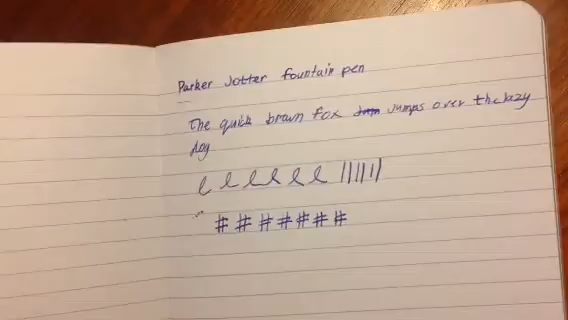 Parker Jotter fountain pen
The quick brown fox jumps over the lazy
dog
l l l l l l ||||||
# # # # # # #